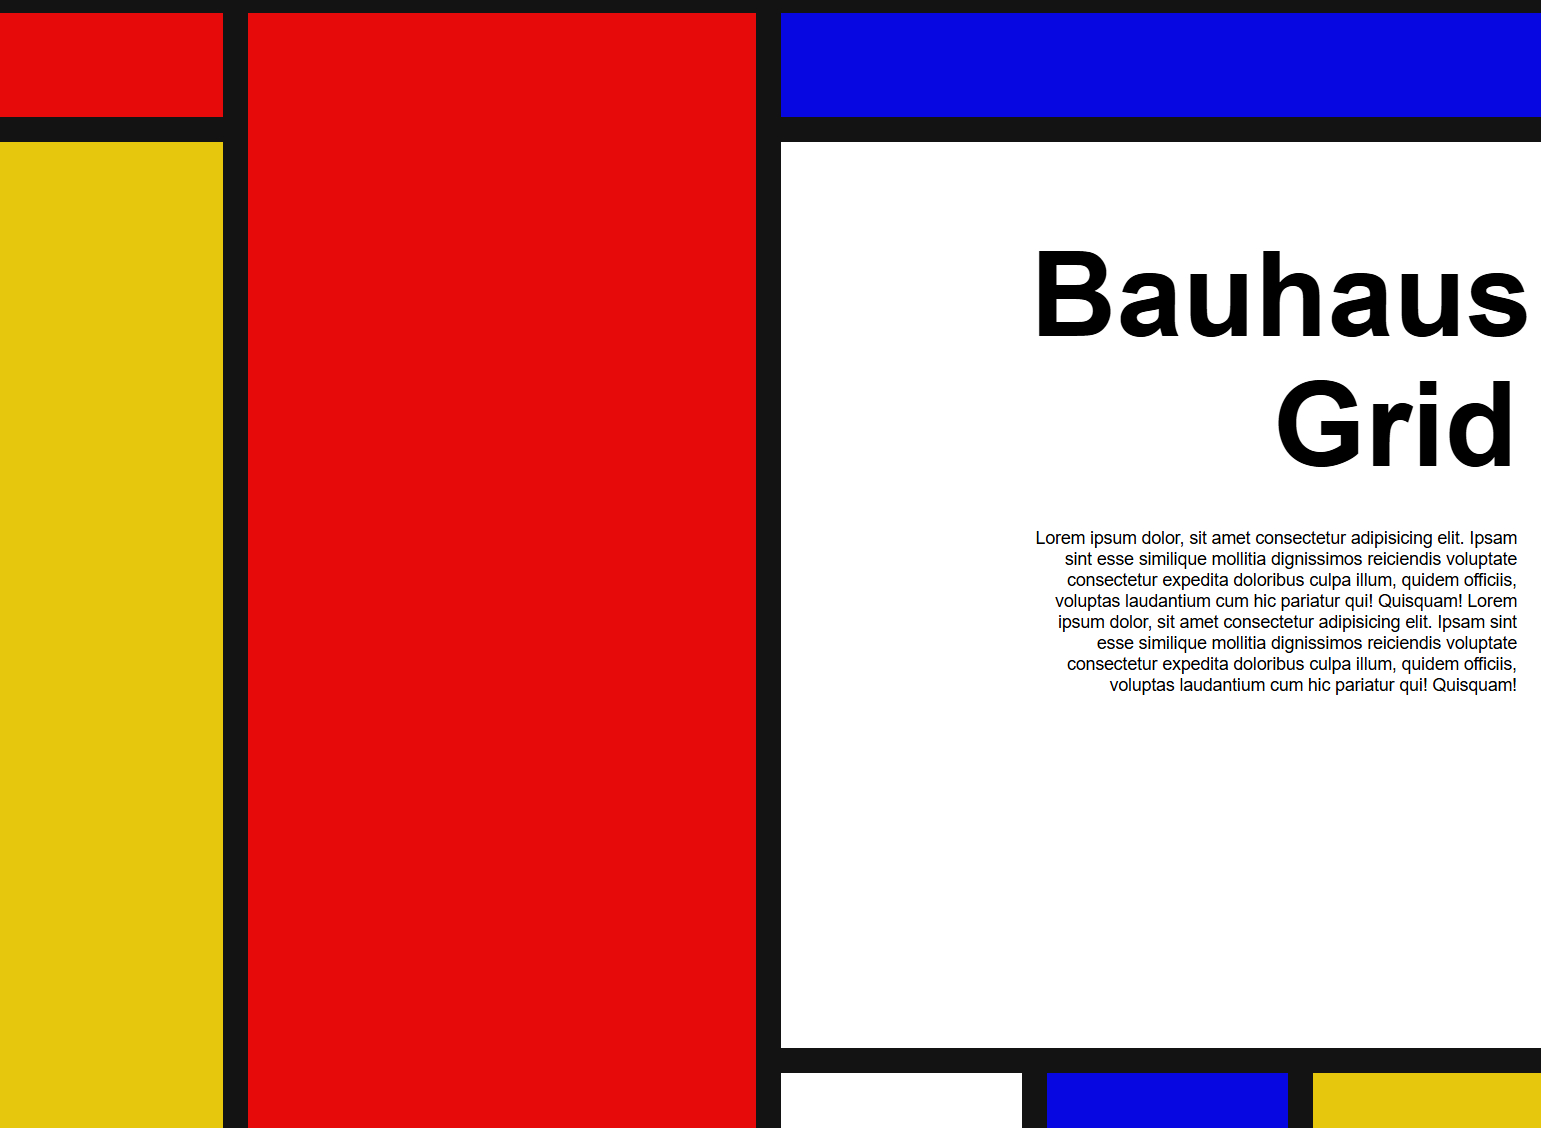 Bauhaus
Grid
Lorem ipsum dolor, sit amet consectetur adipisicing elit. Ipsam
sint esse similique mollitia dignissimos reiciendis voluptate
consectetur expedita doloribus culpa illum, quidem officiis,
voluptas laudantium cum hic pariatur qui! Quisquam! Lorem
ipsum dolor, sit amet consectetur adipisicing elit. Ipsam sint
esse similique mollitia dignissimos reiciendis voluptate
consectetur expedita doloribus culpa illum, quidem officiis,
voluptas laudantium cum hic pariatur qui! Quisquam!